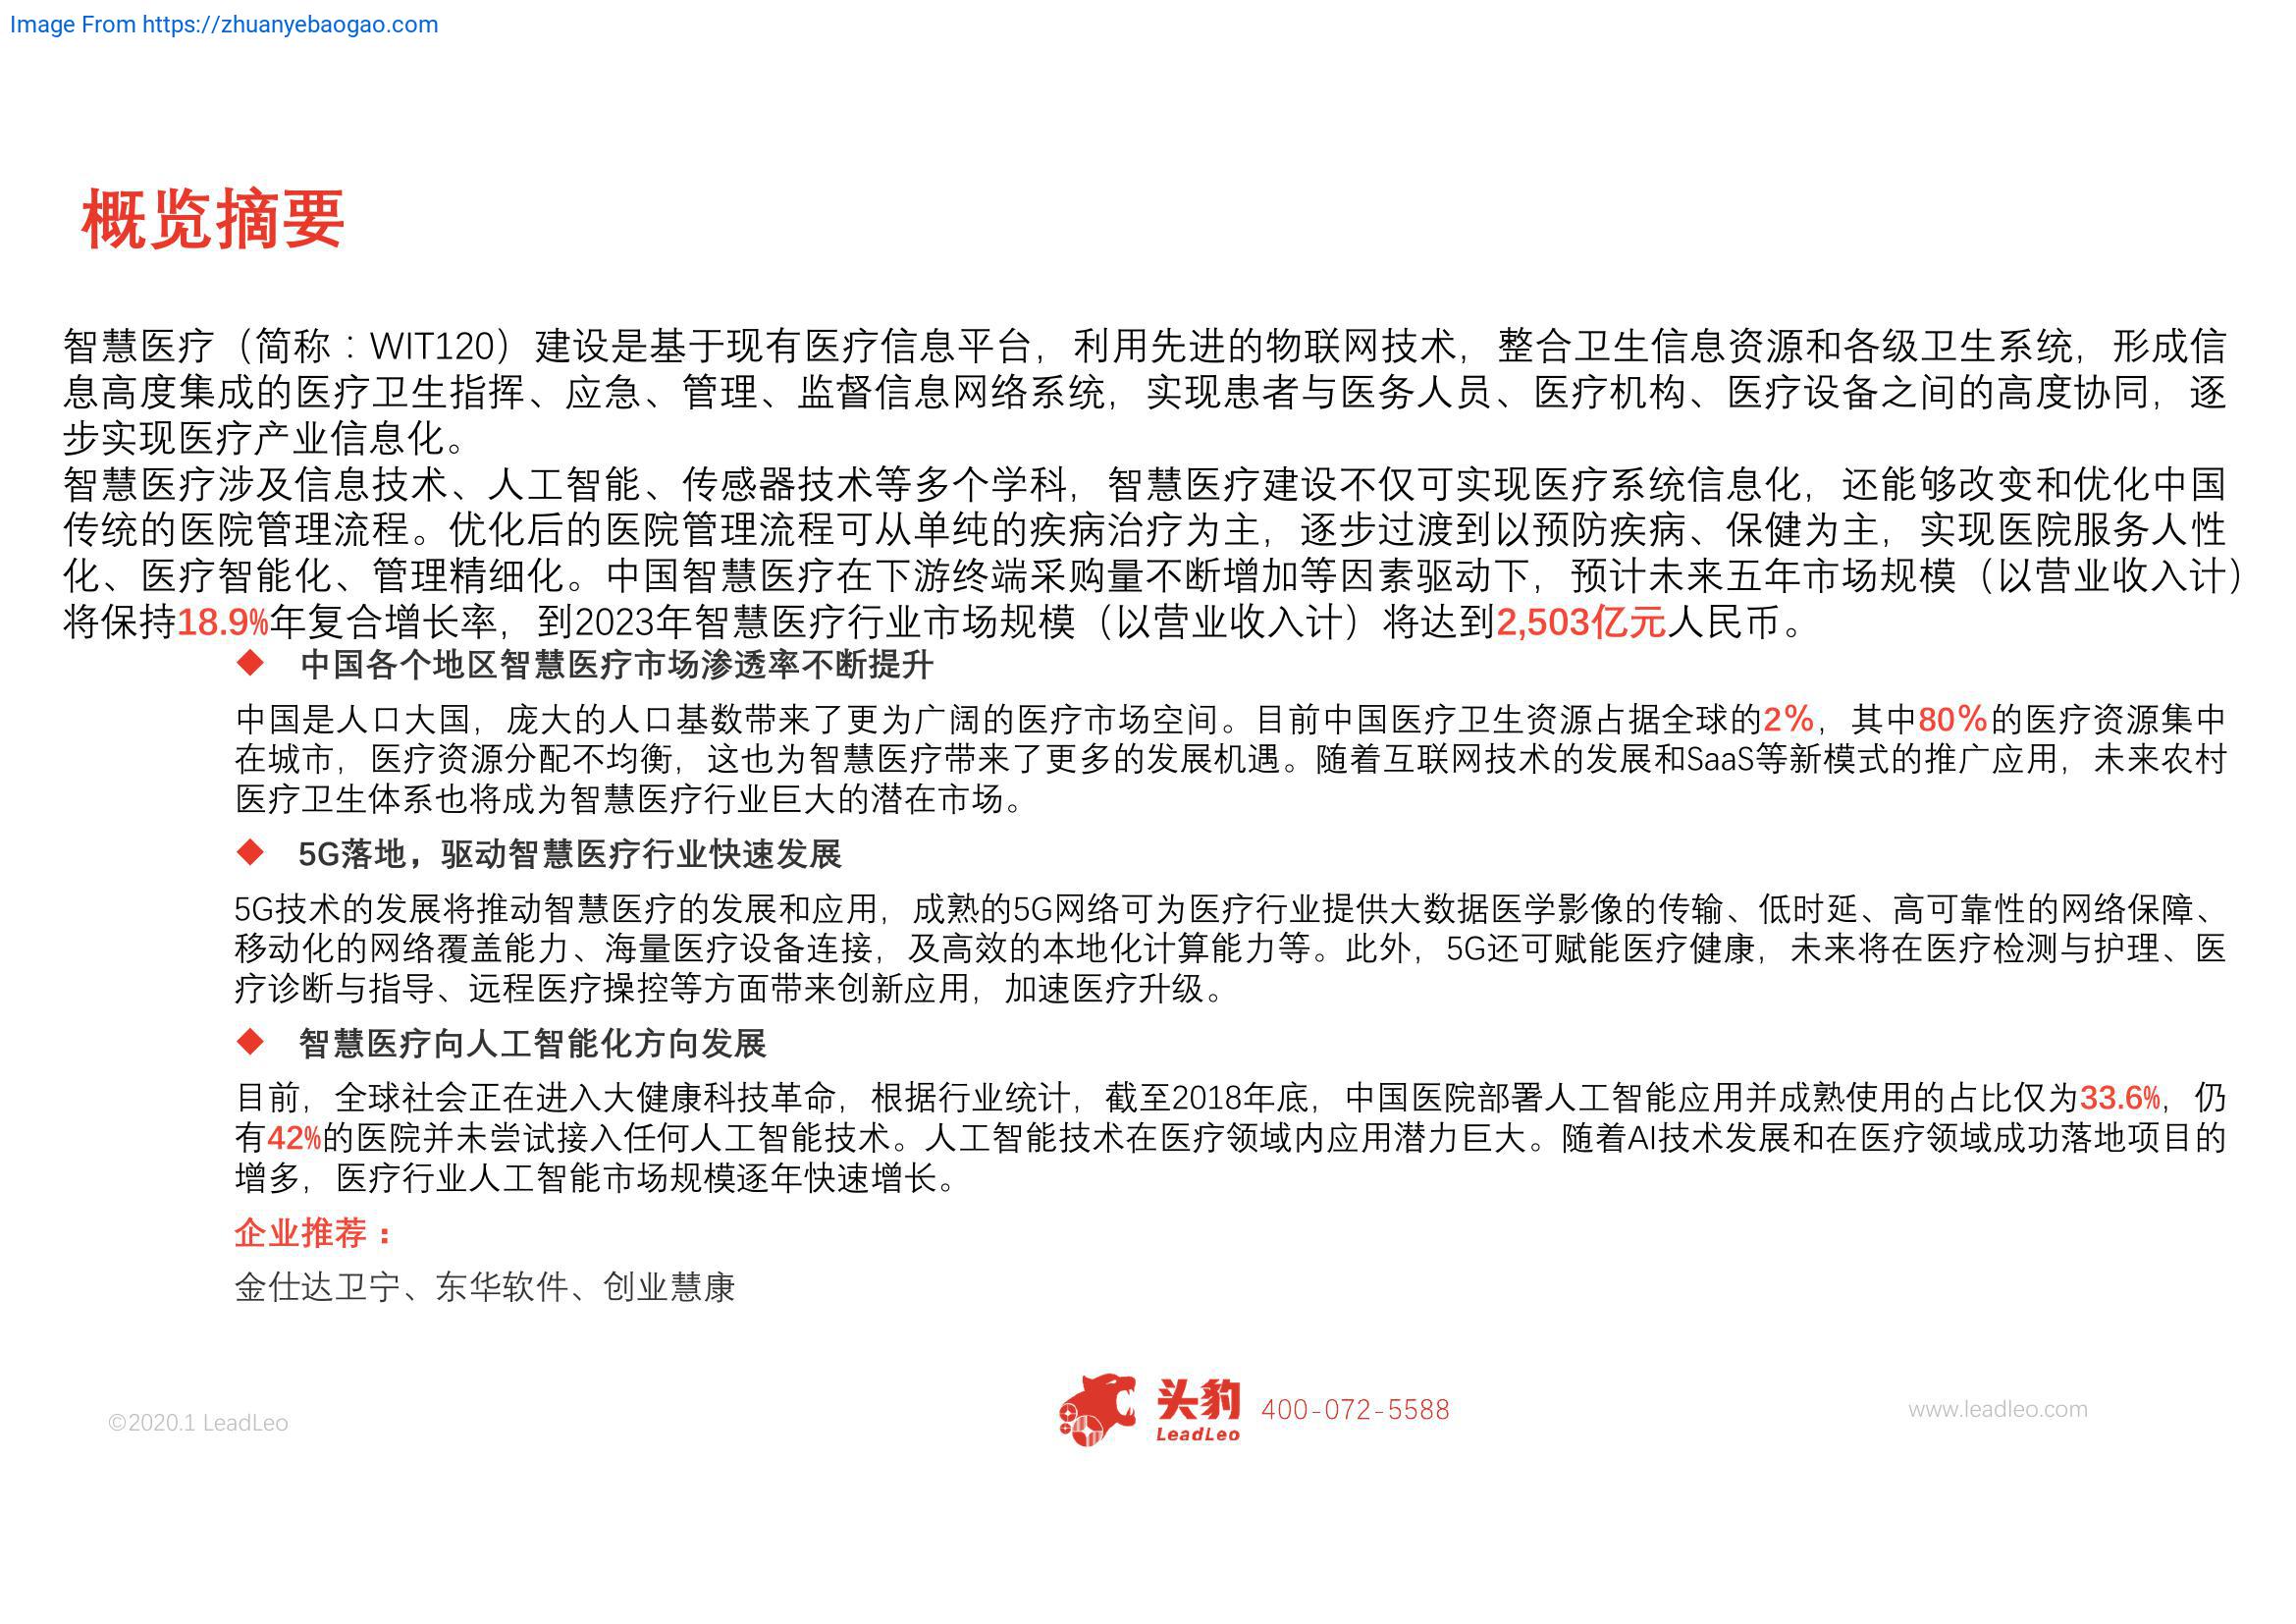 Image From https://zhuanyebaogao.com
概览摘要
智慧医疗（简称：WIT120）建设是基于现有医疗信息平台，利用先进的物联网技术，整合卫生信息资源和各级卫生系统，形成信
息高度集成的医疗卫生指挥、应急、管理、监督信息网络系统，实现患者与医务人员、医疗机构、医疗设备之间的高度协同，逐
步实现医疗产业信息化。
智慧医疗涉及信息技术、人工智能、传感器技术等多个学科，智慧医疗建设不仅可实现医疗系统信息化，还能够改变和优化中国
传统的医院管理流程。优化后的医院管理流程可从单纯的疾病治疗为主，逐步过渡到以预防疾病、保健为主，实现医院服务人性
化、医疗智能化、管理精细化。中国智慧医疗在下游终端采购量不断增加等因素驱动下，预计未来五年市场规模（以营业收入计）
将保持18.9%年复合增长率，到2023年智慧医疗行业市场规模（以营业收入计）将达到2,503亿元人民币。
◆ 中国各个地区智慧医疗市场渗透率不断提升
中国是人口大国，庞大的人口基数带来了更为广阔的医疗市场空间。目前中国医疗卫生资源占据全球的2%，其中80%的医疗资源集中
在城市，医疗资源分配不均衡，这也为智慧医疗带来了更多的发展机遇。随着互联网技术的发展和SaaS等新模式的推广应用，未来农村
医疗卫生体系也将成为智慧医疗行业巨大的潜在市场。
◆ 5G落地，驱动智慧医疗行业快速发展
5G技术的发展将推动智慧医疗的发展和应用，成熟的5G网络可为医疗行业提供大数据医学影像的传输、低时延、高可靠性的网络保障、
移动化的网络覆盖能力、海量医疗设备连接，及高效的本地化计算能力等。此外，5G还可赋能医疗健康，未来将在医疗检测与护理、医
疗诊断与指导、远程医疗操控等方面带来创新应用，加速医疗升级。
◆ 智慧医疗向人工智能化方向发展
目前，全球社会正在进入大健康科技革命，根据行业统计，截至2018年底，中国医院部署人工智能应用并成熟使用的占比仅为33.6%，仍
有42%的医院并未尝试接入任何人工智能技术。人工智能技术在医疗领域内应用潜力巨大。随着AI技术发展和在医疗领域成功落地项目的
增多，医疗行业人工智能市场规模逐年快速增长。
企业推荐：
金仕达卫宁、东华软件、创业慧康
©2020.1 LeadLeo
头豹
LeadLeo
400-072-5588
www.leadleo.com